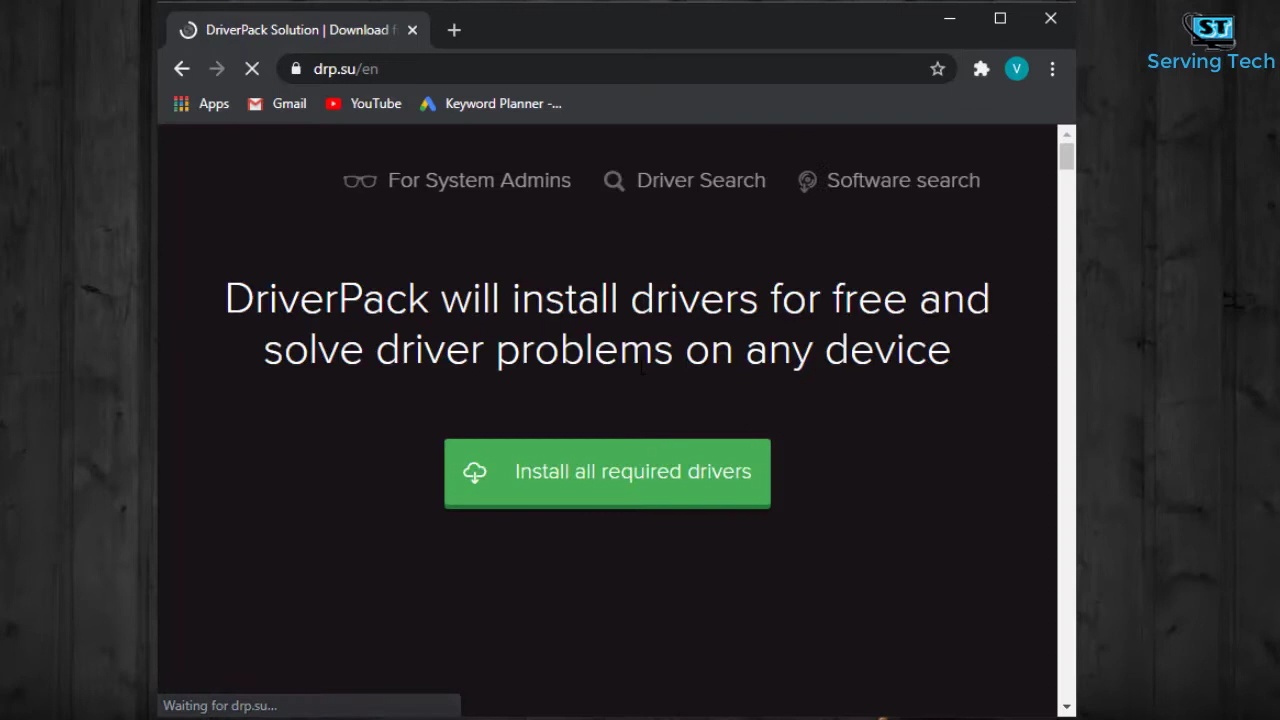 DriverPack Solution | Download f
drp.su/en
V
Apps
Gmail
YouTube
Keyword Planner -...
ST
Serving Tech
For System Admins
Driver Search
Software search
DriverPack will install drivers for free and
solve driver problems on any device
Install all required drivers
Waiting for drp.su...